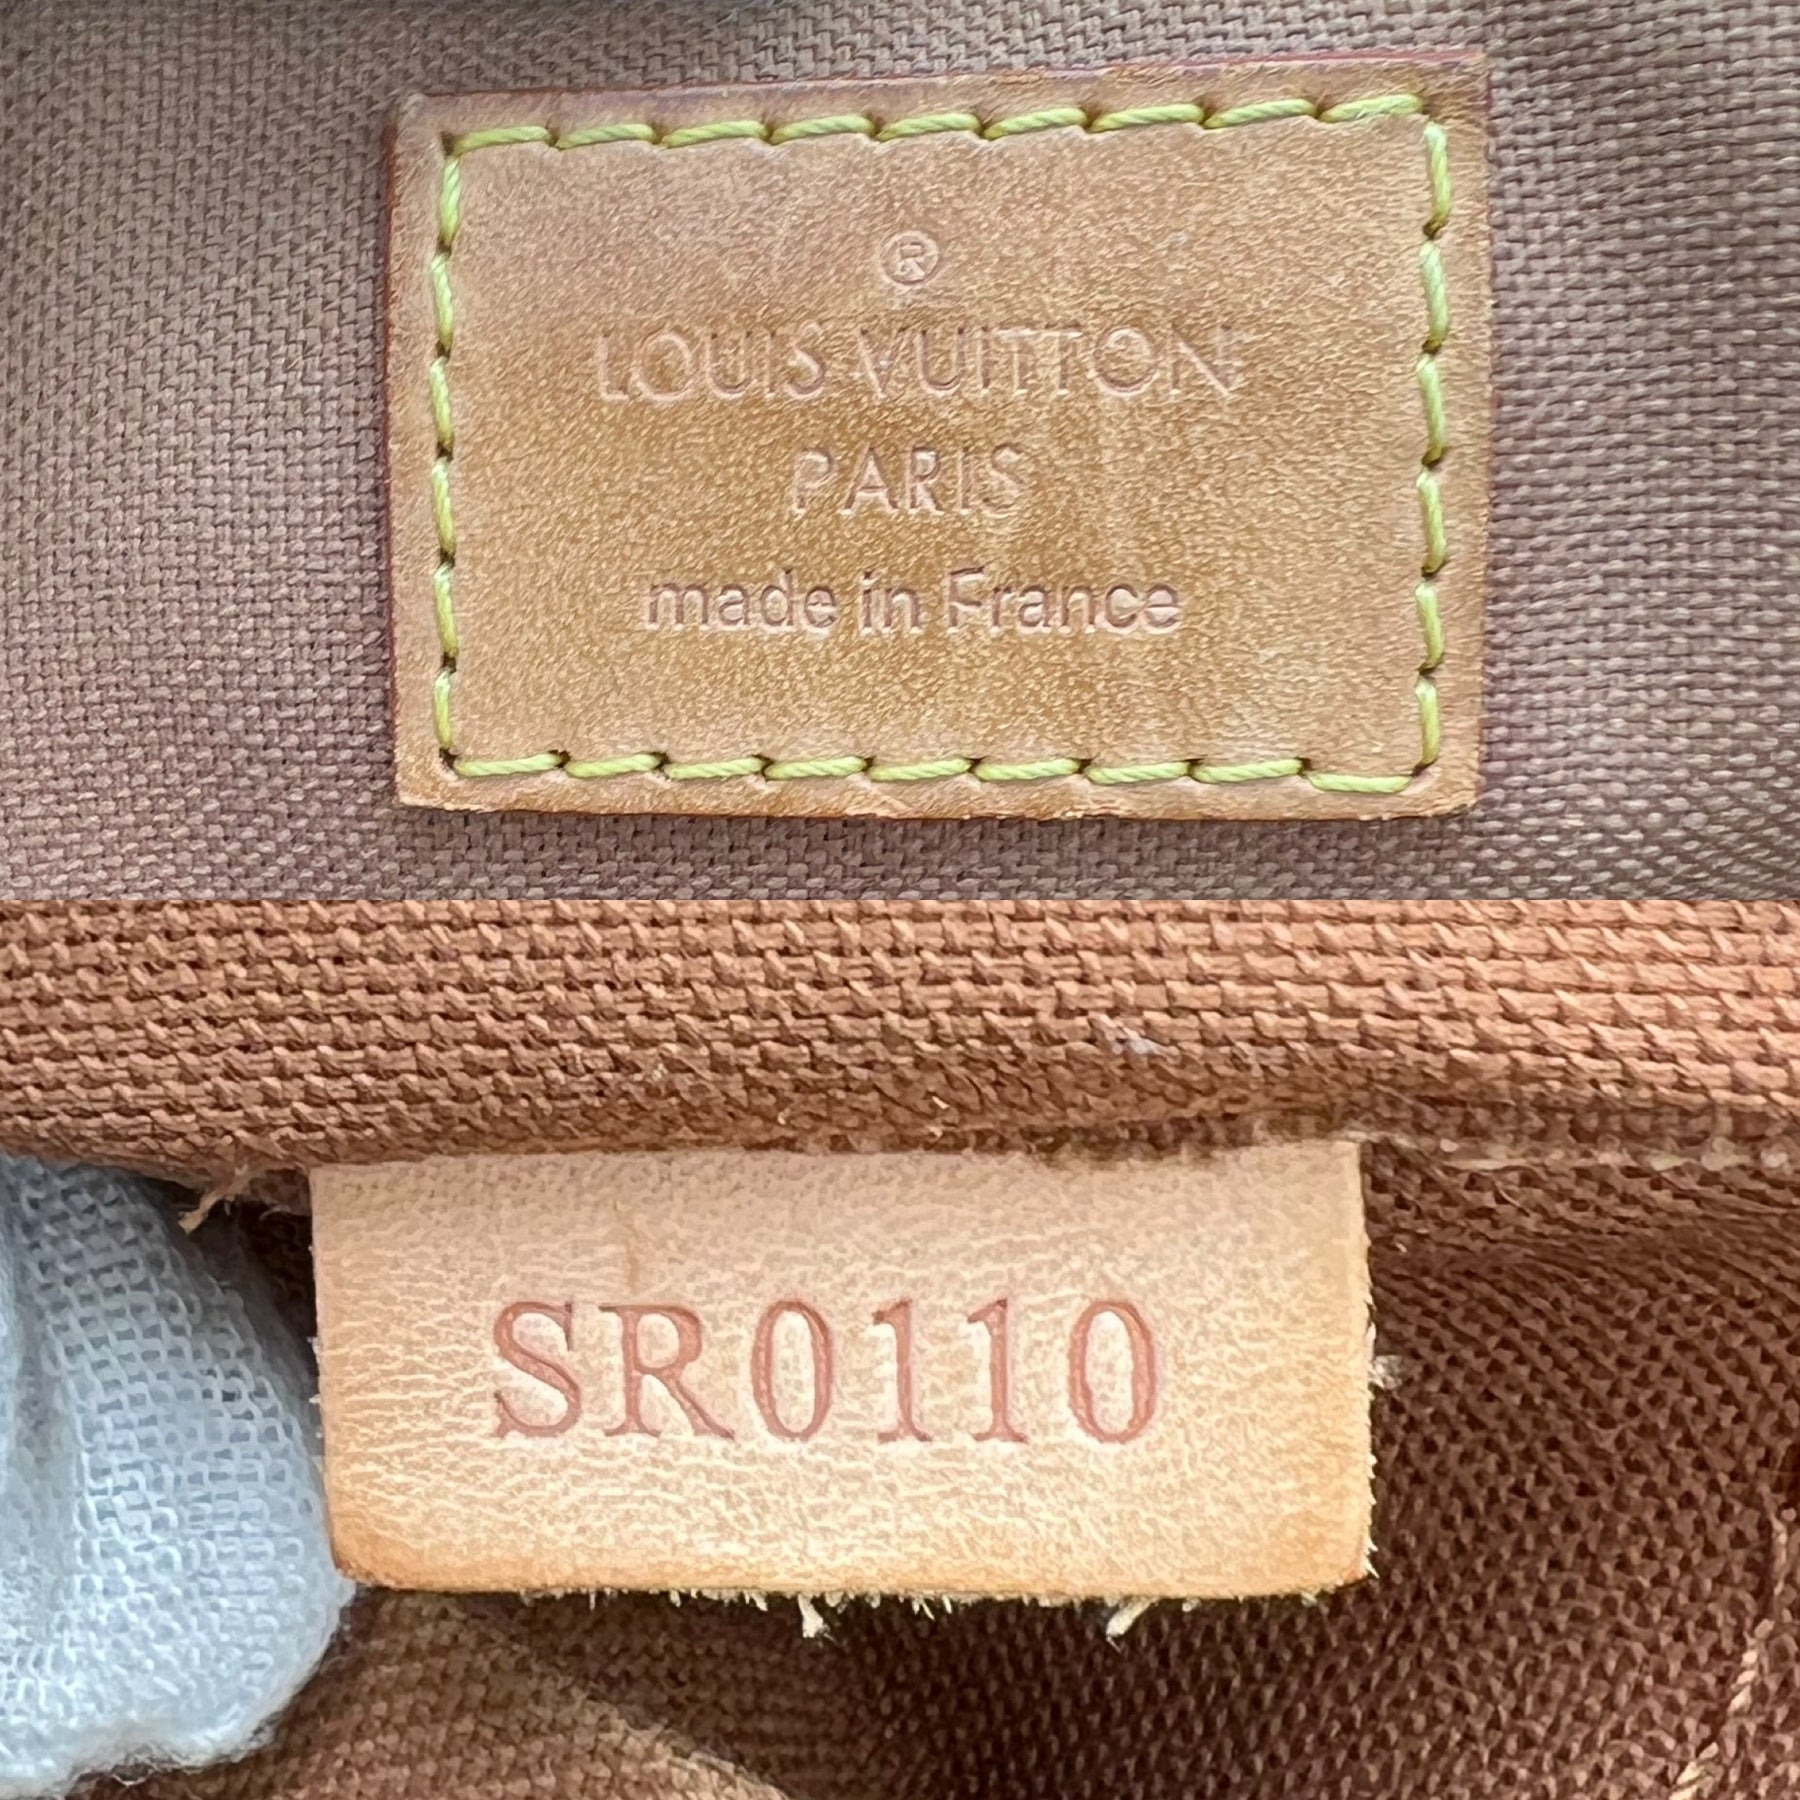 ®
LOUIS VUITTON
PARIS
made in France
SR0110